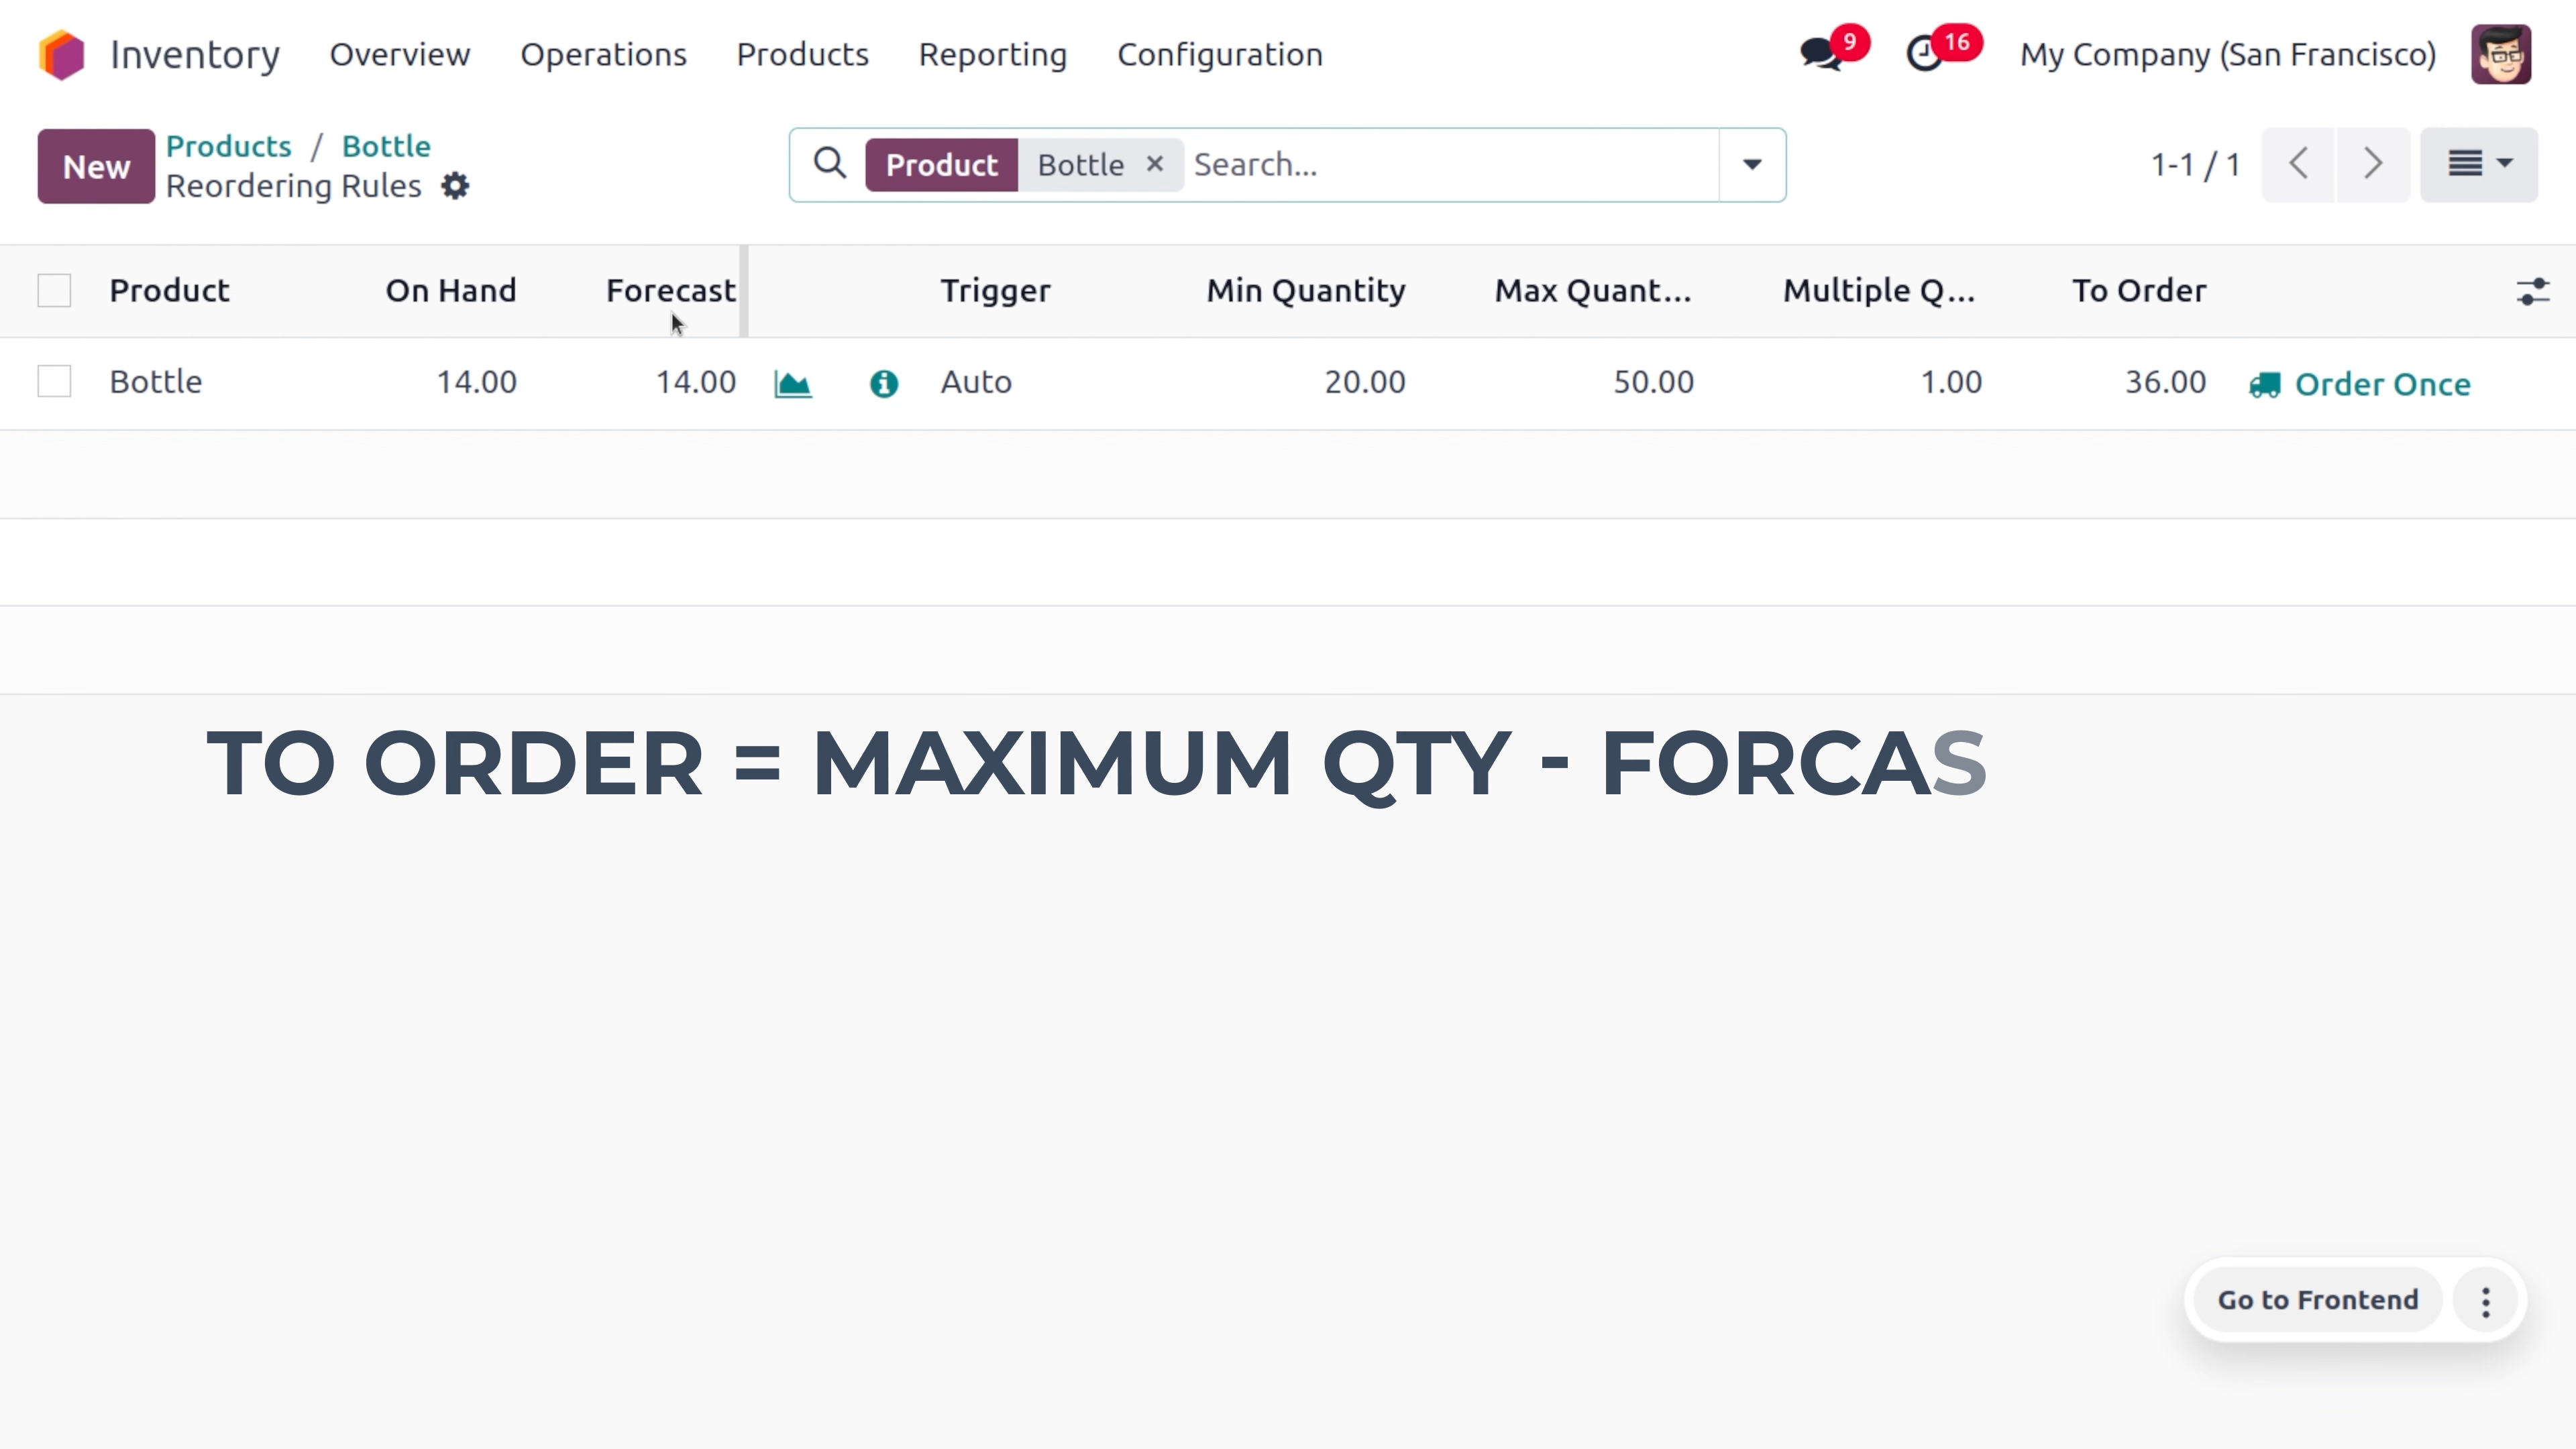 Inventory Overview Operations Products Reporting Configuration 9 16 My Company (San Francisco)
New Products / Bottle
Reordering Rules
Product Bottle × Search... 1-1 / 1
Product On Hand Forecast Trigger Min Quantity Max Quant... Multiple Q... To Order
Bottle 14.00 14.00 Auto 20.00 50.00 1.00 36.00 Order Once
TO ORDER = MAXIMUM QTY - FORCAS
Go to Frontend